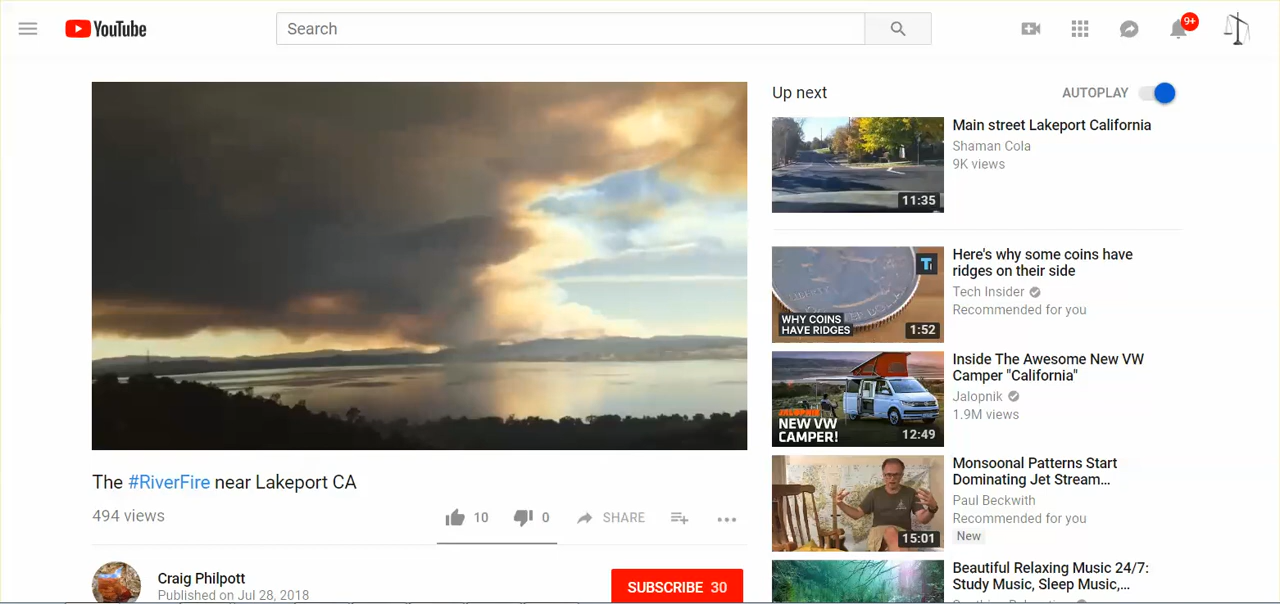 YouTube
Search
9+
Up next
AUTOPLAY
Main street Lakeport California
Shaman Cola
9K views
11:35
Here's why some coins have
ridges on their side
Tech Insider
Recommended for you
WHY COINS
HAVE RIDGES
1:52
Inside The Awesome New VW
Camper "California"
Jalopnik
1.9M views
JALOPNIK
NEW VW
CAMPER!
12:49
Monsoonal Patterns Start
Dominating Jet Stream...
Paul Beckwith
Recommended for you
New
15:01
Beautiful Relaxing Music 24/7:
Study Music, Sleep Music,...
The #RiverFire near Lakeport CA
494 views
10
0
SHARE
Craig Philpott
Published on Jul 28, 2018
SUBSCRIBE 30